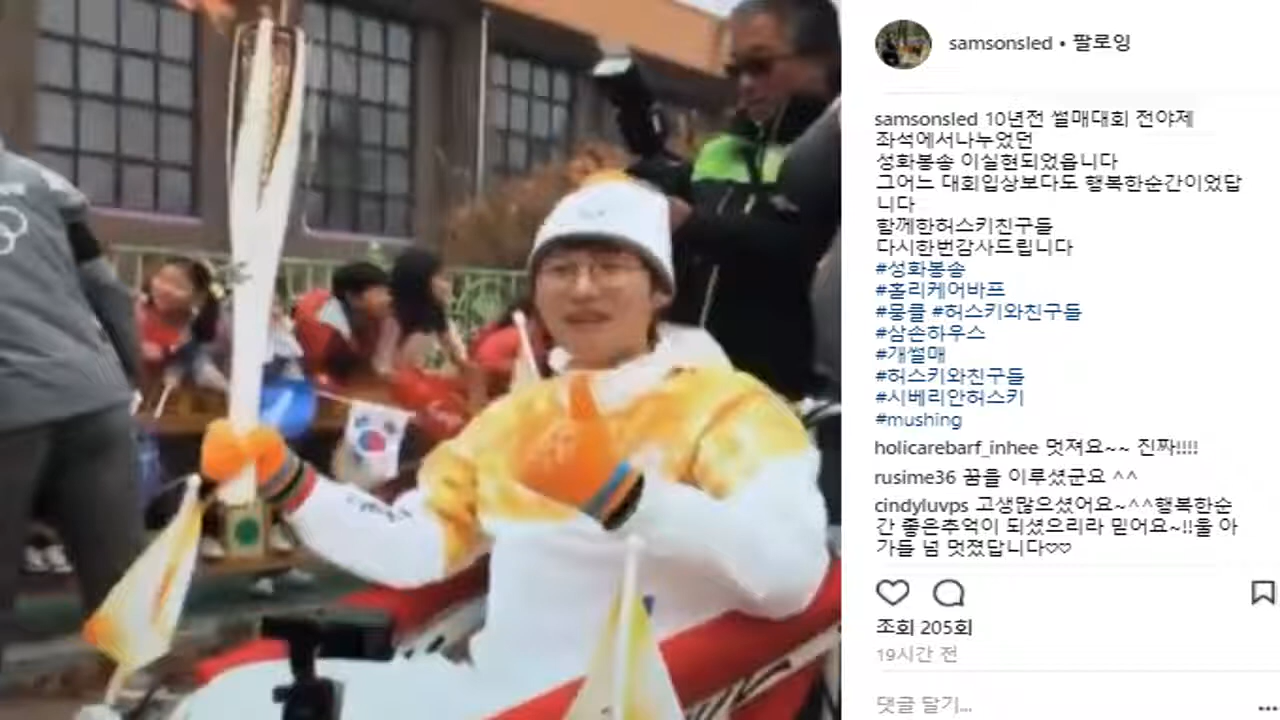 samsonsled • 팔로잉
samsonsled 10년전 썰매대회 전야제
좌석에서나누었던
성화봉송 이실현되었읍니다
그어느 대회입상보다도 행복한순간이었답
니다
함께한허스키친구들
다시한번감사드립니다
#성화봉송
#홀리케어바프
#뭉클 #허스키와친구들
#삼손하우스
#개썰매
#허스키와친구들
#시베리안허스키
#mushing
holicarebarf_inhee 멋져요~~ 진짜!!!!
rusime36 꿈을 이루셨군요 ^^
cindyluvps 고생많으셨어요~^^행복한순
간 좋은추억이 되셨으리라 믿어요~!!울 아
가들 넘 멋졌답니다♡♡
조회 205회
19시간 전
댓글 달기...